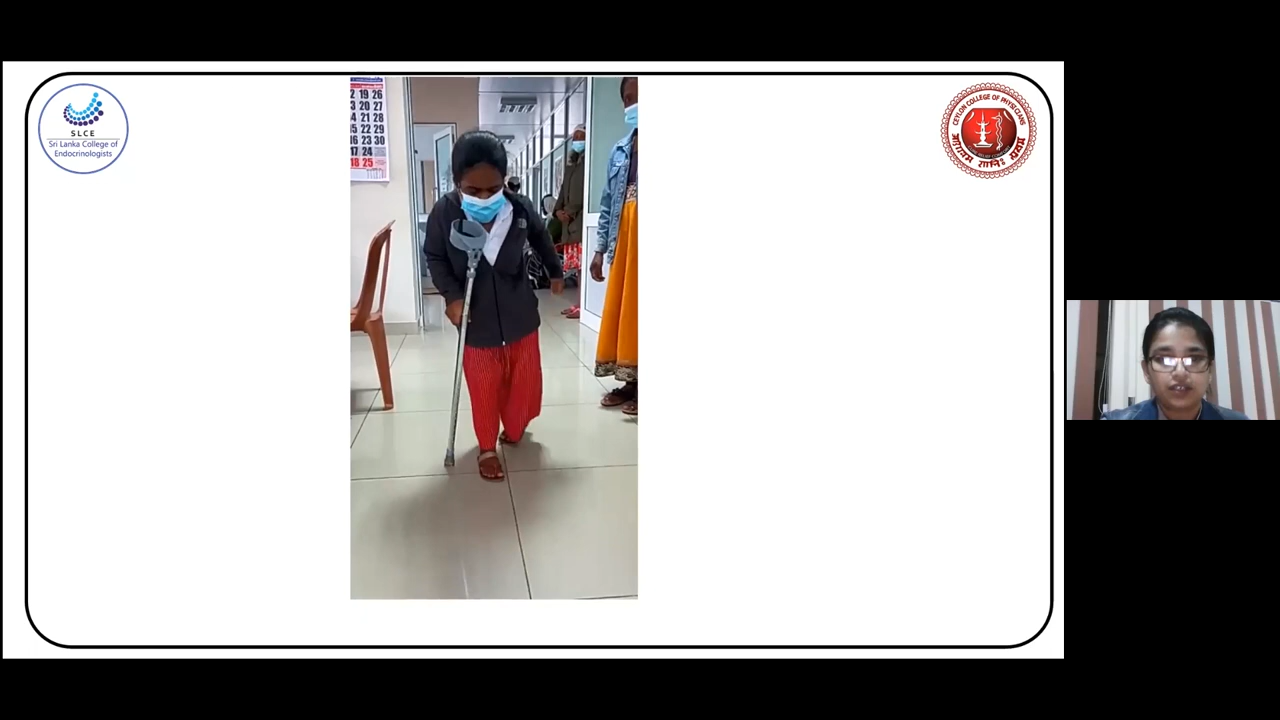 SLCE
Sri Lanka College of
Endocrinologists
CEYLON COLLEGE OF PHYSICIANS
2 19 26
3 20 27
4 21 28
15 22 29
16 23 30
17 24
18 25